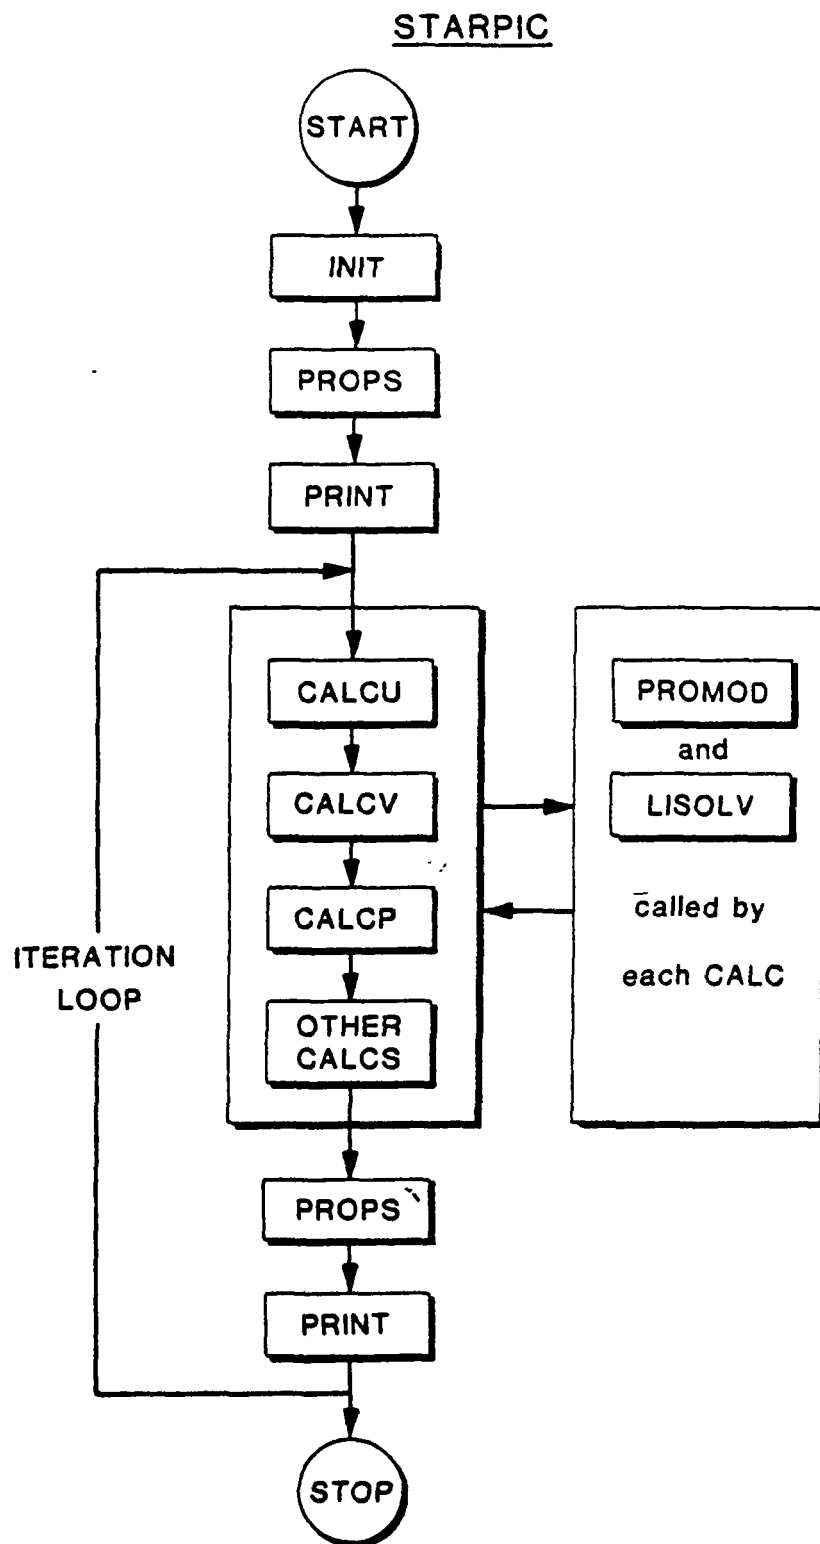 STARPIC
START
INIT
PROPS
PRINT
CALCU
CALCV
CALCP
OTHER
CALCS
PROMOD
and
LISOLV
called by
each CALC
ITERATION
LOOP
PROPS
PRINT
STOP